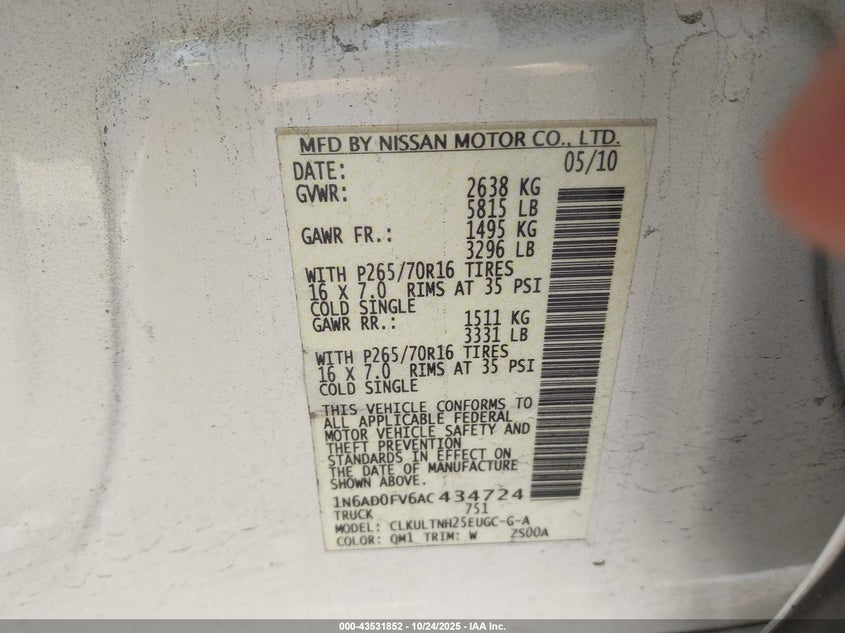 MFD BY NISSAN MOTOR CO., LTD.
DATE: 05/10
GVWR: 2638 KG
5815 LB
GAWR FR.: 1495 KG
3296 LB
WITH P265/70R16 TIRES
16 X 7.0 RIMS AT 35 PSI
COLD SINGLE
GAWR RR.: 1511 KG
3331 LB
WITH P265/70R16 TIRES
16 X 7.0 RIMS AT 35 PSI
COLD SINGLE
THIS VEHICLE CONFORMS TO
ALL APPLICABLE FEDERAL
MOTOR VEHICLE SAFETY AND
THEFT PREVENTION
STANDARDS IN EFFECT ON
THE DATE OF MANUFACTURE
SHOWN ABOVE.
1N6AD0FV6AC434724
TRUCK 751
MODEL: CLKULTNH25EUGC-G-A
COLOR: QM1 TRIM: W ZS00A
000-43531852 - 10/24/2025 - IAA Inc.